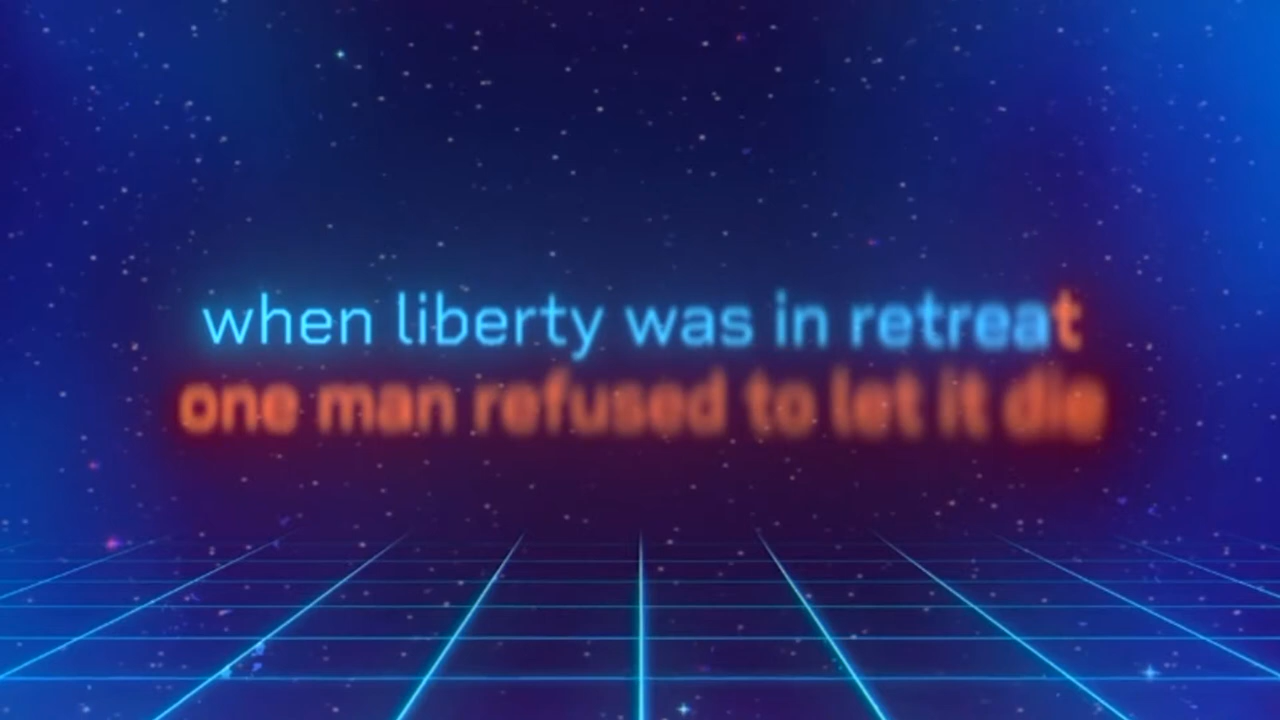 when liberty was in retreat
one man refused to let it die